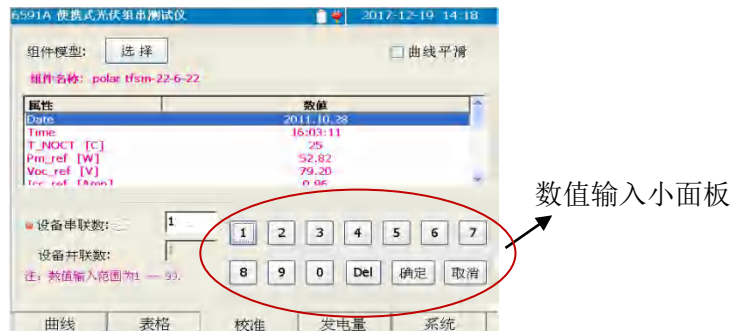 6591A 便携式光伏组串测试仪 2017-12-19 14:18
组件模型: 选 择 曲线平滑
组件名称: polar tfsm-22-6-22
属性 数值
Date 2011.10.28
Time 16:03:11
T_NOCT [C] 25
Pm_ref [W] 52.82
Voc_ref [V] 79.20
Isc_ref [Amp] 0.96
数值输入小面板
设备串联数: 1
1 2 3 4 5 6 7
设备并联数:
注: 数值输入范围为1 — 99.
8 9 0 Del 确定 取消
曲线 表格 校准 发电量 系统